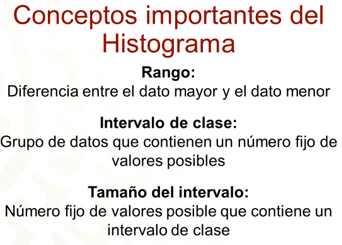 Conceptos importantes del
Histograma
Rango:
Diferencia entre el dato mayor y el dato menor
Intervalo de clase:
Grupo de datos que contienen un número fijo de
valores posibles
Tamaño del intervalo:
Número fijo de valores posible que contiene un
intervalo de clase